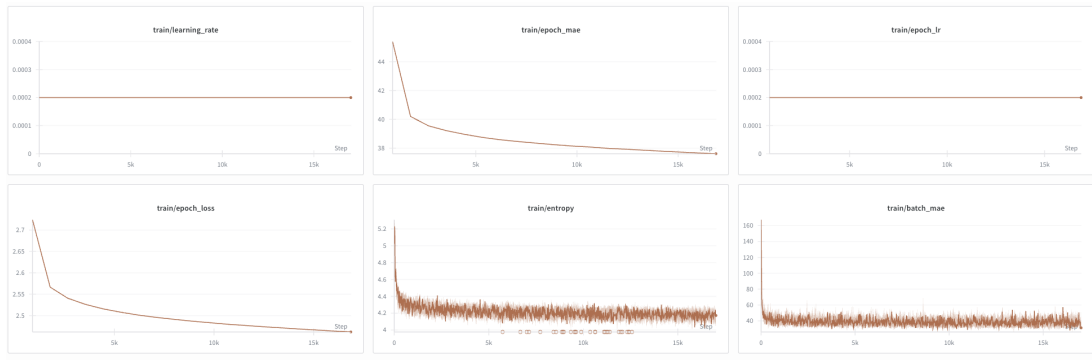 train/learning_rate
0.0004
0.0003
0.0002
0.0001
0
Step
0 5k 10k 15k
train/epoch_mae
44
42
40
38
Step
5k 10k 15k
train/epoch_lr
0.0004
0.0003
0.0002
0.0001
0
Step
5k 10k 15k
train/epoch_loss
2.7
2.65
2.6
2.55
2.5
Step
5k 10k 15k
train/entropy
5.2
5
4.8
4.6
4.4
4.2
4
Step
0 5k 10k 15k
train/batch_mae
160
140
120
100
80
60
40
Step
0 5k 10k 15k